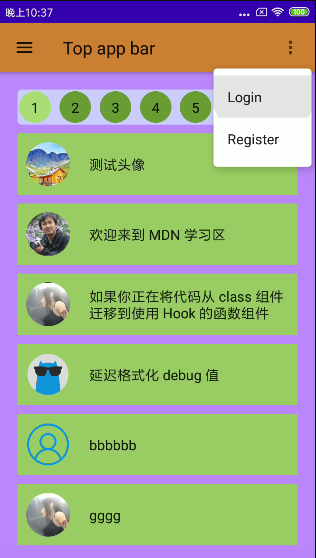 晚上10:37
100
Top app bar
1 2 3 4 5
Login
Register
测试头像
欢迎来到 MDN 学习区
如果你正在将代码从 class 组件
迁移到使用 Hook 的函数组件
延迟格式化 debug 值
bbbbbb
gggg